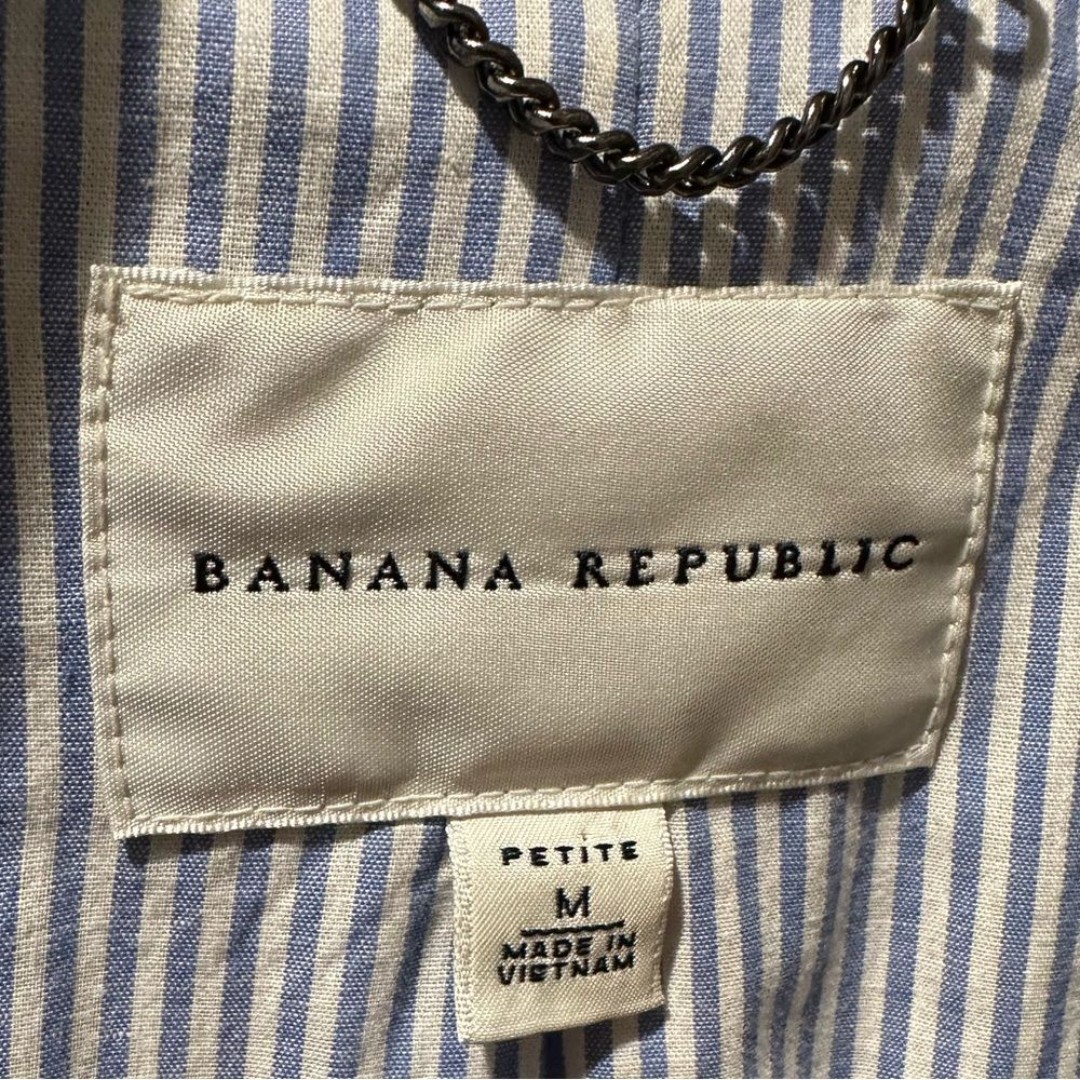 BANANA REPUBLIC
PETITE
M
MADE IN
VIETNAM